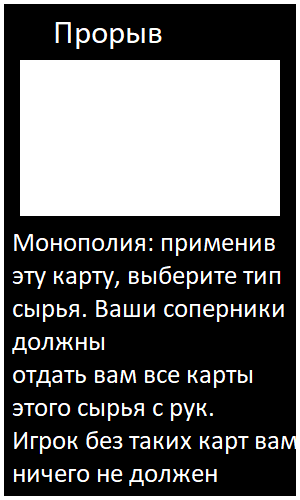 Прорыв
Монополия: применив
эту карту, выберите тип
сырья. Ваши соперники
должны
отдать вам все карты
этого сырья с рук.
Игрок без таких карт вам
ничего не должен